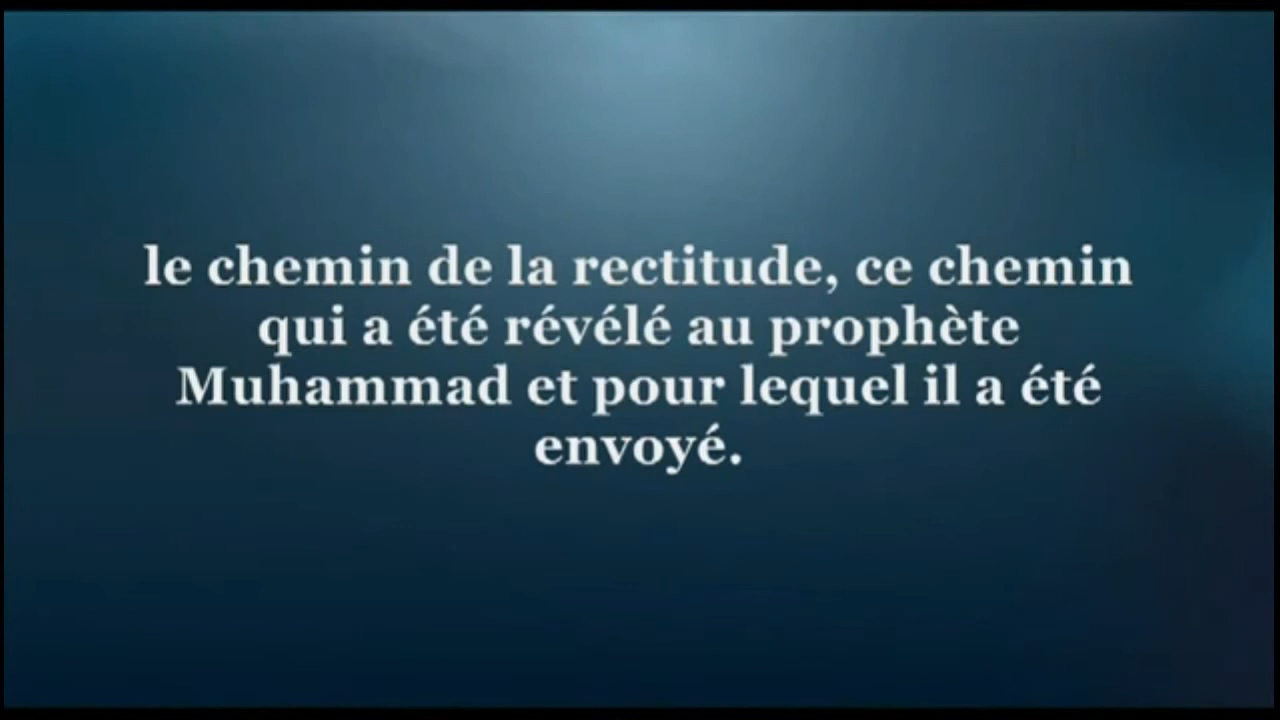 le chemin de la rectitude, ce chemin
qui a été révélé au prophète
Muhammad et pour lequel il a été
envoyé.